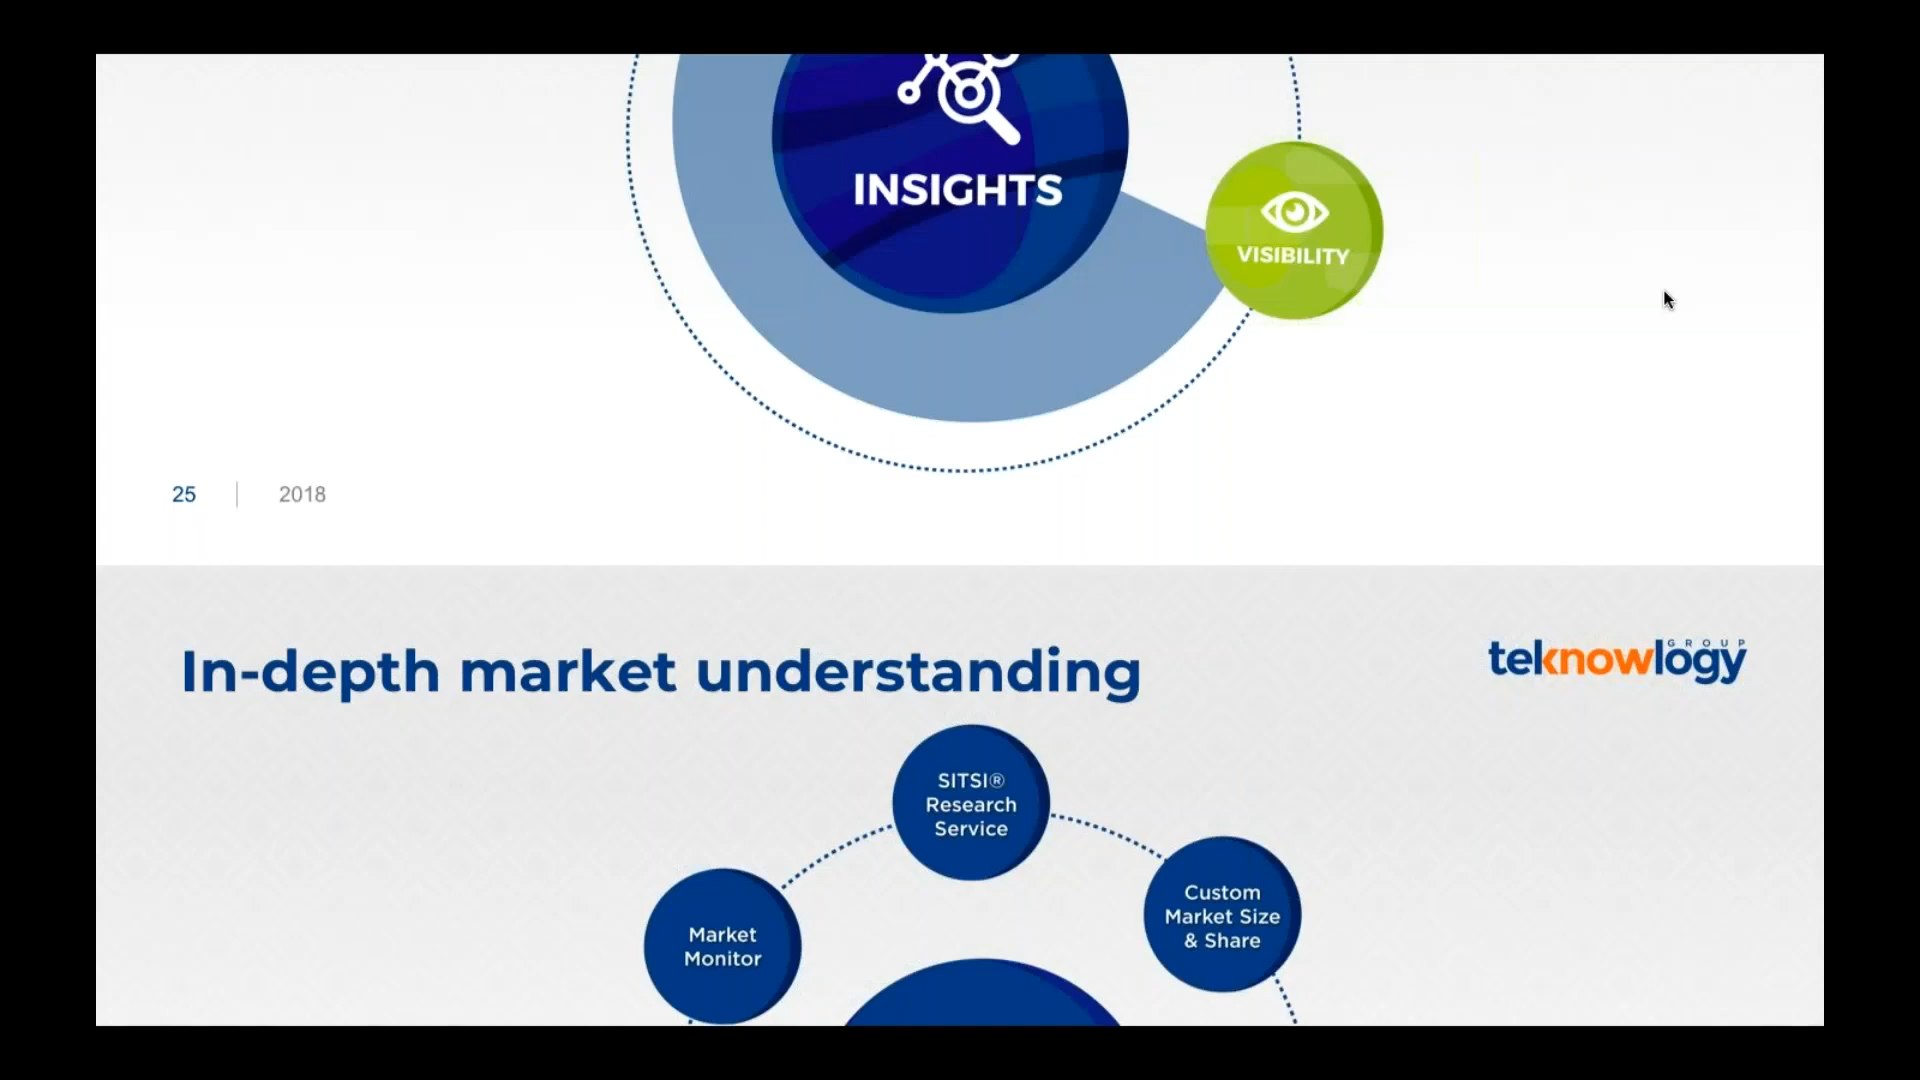 INSIGHTS
VISIBILITY
25
2018
In-depth market understanding
GROUP
teknowlogy
SITSI®
Research
Service
Custom
Market Size
& Share
Market
Monitor